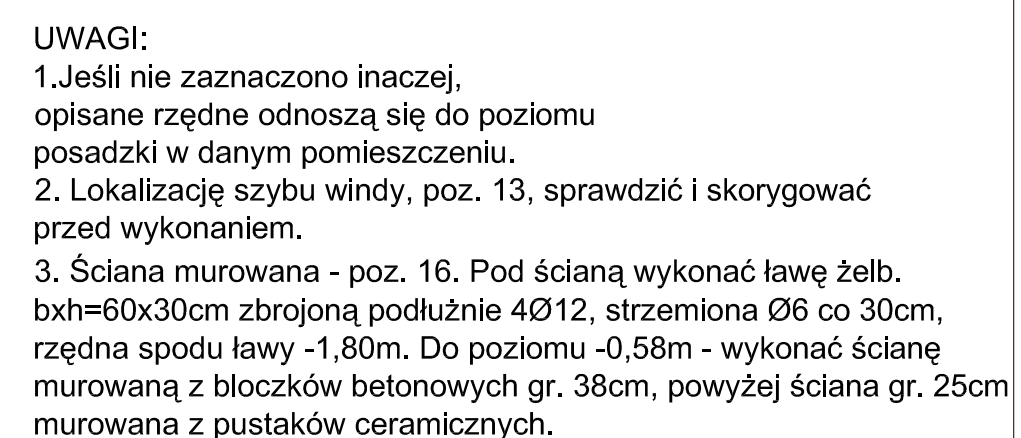 UWAGI:
1.Jeśli nie zaznaczono inaczej,
opisane rzędne odnoszą się do poziomu
posadzki w danym pomieszczeniu.
2. Lokalizację szybu windy, poz. 13, sprawdzić i skorygować
przed wykonaniem.
3. Ściana murowana - poz. 16. Pod ścianą wykonać ławę żelb.
bxh=60x30cm zbrojoną podłużnie 4Ø12, strzemiona Ø6 co 30cm,
rzędna spodu ławy -1,80m. Do poziomu -0,58m - wykonać ścianę
murowaną z bloczków betonowych gr. 38cm, powyżej ściana gr. 25cm
murowana z pustaków ceramicznych.